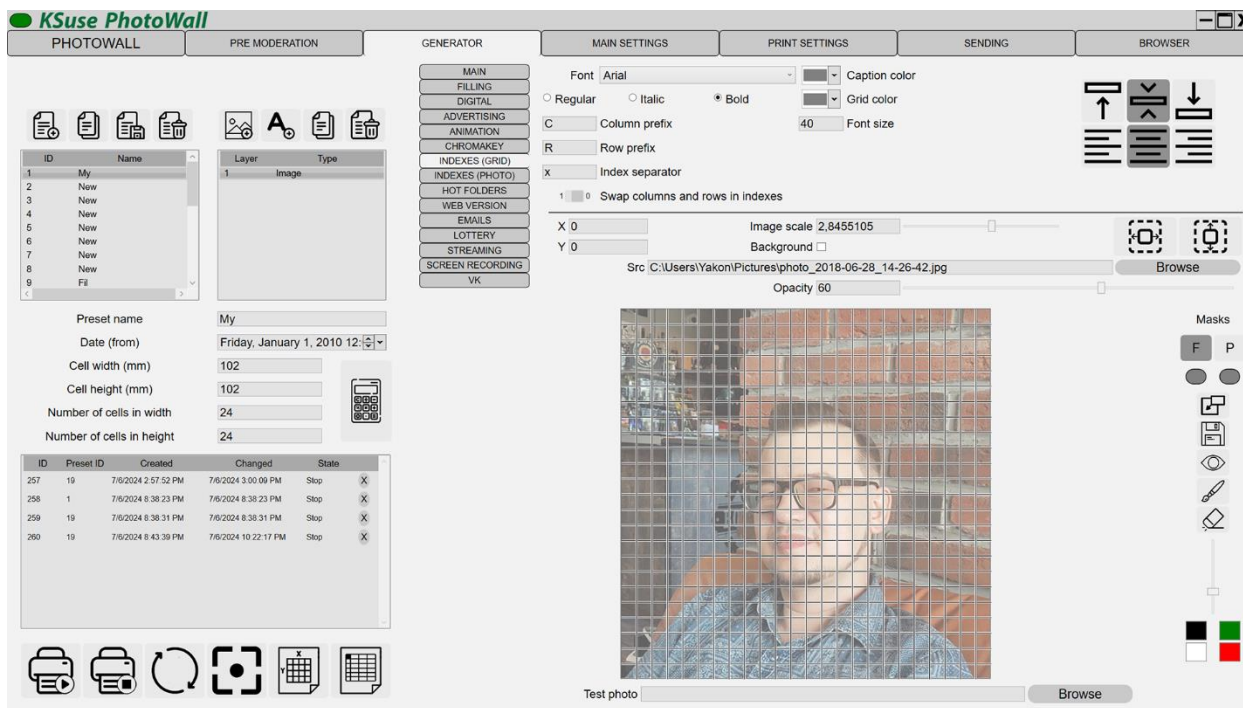 KSuse PhotoWall
PHOTOWALL PRE MODERATION GENERATOR MAIN SETTINGS PRINT SETTINGS SENDING BROWSER
MAIN
FILLING
DIGITAL
ADVERTISING
ANIMATION
CHROMAKEY
INDEXES (GRID)
INDEXES (PHOTO)
HOT FOLDERS
WEB VERSION
EMAILS
LOTTERY
STREAMING
SCREEN RECORDING
VK
Font Arial Caption color
Regular Italic Bold Grid color
C Column prefix 40 Font size
R Row prefix
x Index separator
1 0 Swap columns and rows in indexes
ID Name
1 My
2 New
3 New
4 New
5 New
6 New
7 New
8 New
9 Fil
Layer Type
1 Image
X 0 Image scale 2,8455105
Y 0 Background
Src C:\Users\Yakon\Pictures\photo_2018-06-28_14-26-42.jpg Browse
Opacity 60
Preset name My
Date (from) Friday, January 1, 2010 12:
Cell width (mm) 102
Cell height (mm) 102
Number of cells in width 24
Number of cells in height 24
Masks
F P
ID Preset ID Created Changed State
257 19 7/6/2024 2:57:52 PM 7/6/2024 3:00:09 PM Stop X
258 1 7/6/2024 8:38:23 PM 7/6/2024 8:38:23 PM Stop X
259 19 7/6/2024 8:38:31 PM 7/6/2024 8:38:31 PM Stop X
260 19 7/6/2024 8:43:39 PM 7/6/2024 10:22:17 PM Stop X
X
Y
Test photo Browse